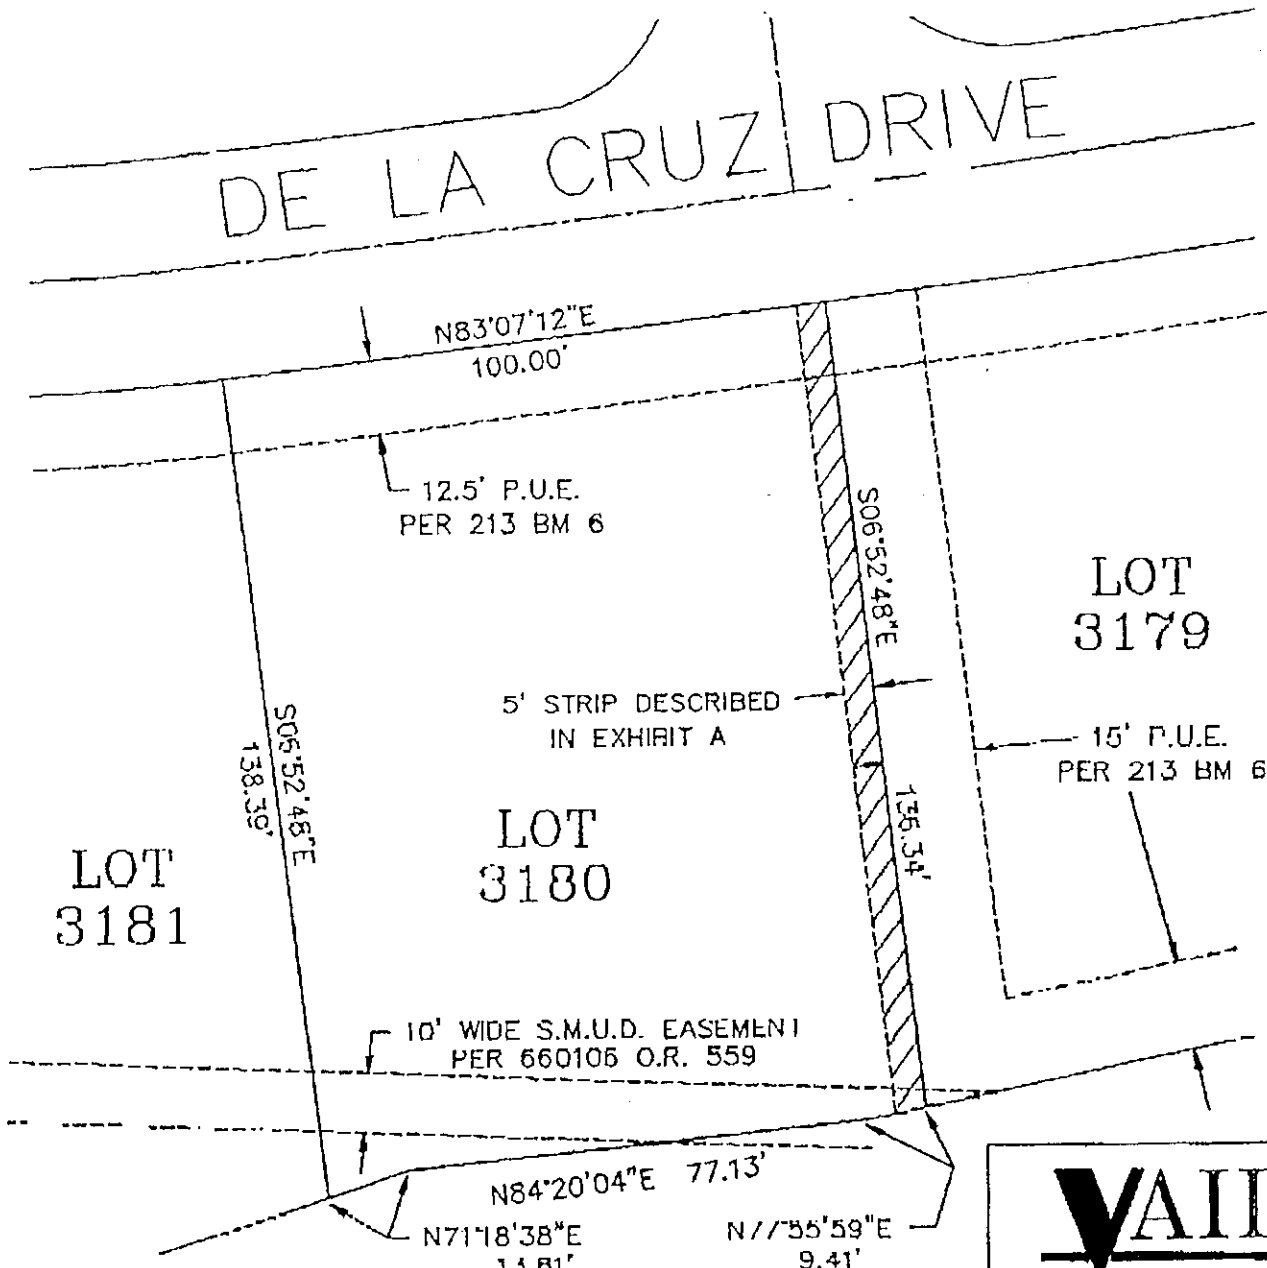 DE LA CRUZ DRIVE
N83°07'12"E
100.00'
12.5' P.U.E.
PER 213 BM 6
S06°52'48"E
LOT
3179
5' STRIP DESCRIBED
IN EXHIBIT A
15' P.U.E.
PER 213 BM 6
S06°52'48"E
138.39'
136.34'
LOT
3180
LOT
3181
10' WIDE S.M.U.D. EASEMENT
PER 660106 O.R. 559
N84°20'04"E 77.13'
N71°18'38"E
N77°55'59"E
9.41'